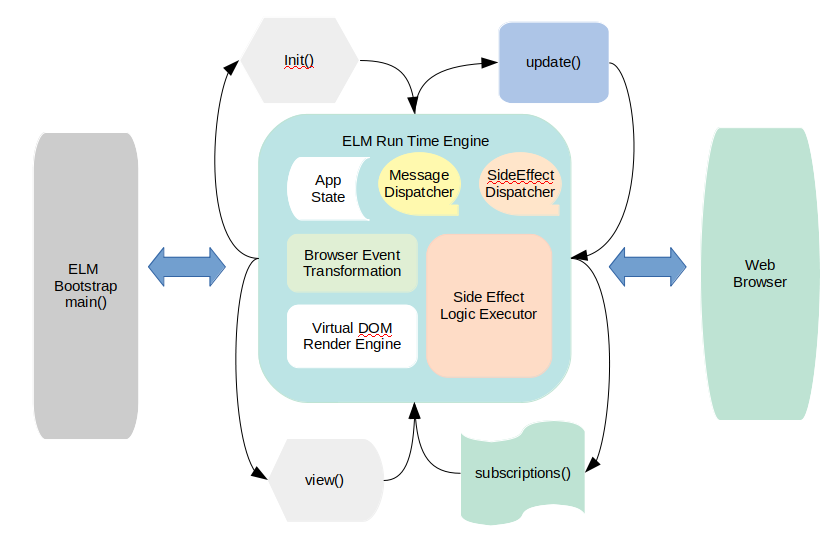 Init()
update()
ELM Run Time Engine
App
State
Message
Dispatcher
SideEffect
Dispatcher
ELM
Bootstrap
main()
Browser Event
Transformation
Side Effect
Logic Executor
Web
Browser
Virtual DOM
Render Engine
view()
subscriptions()